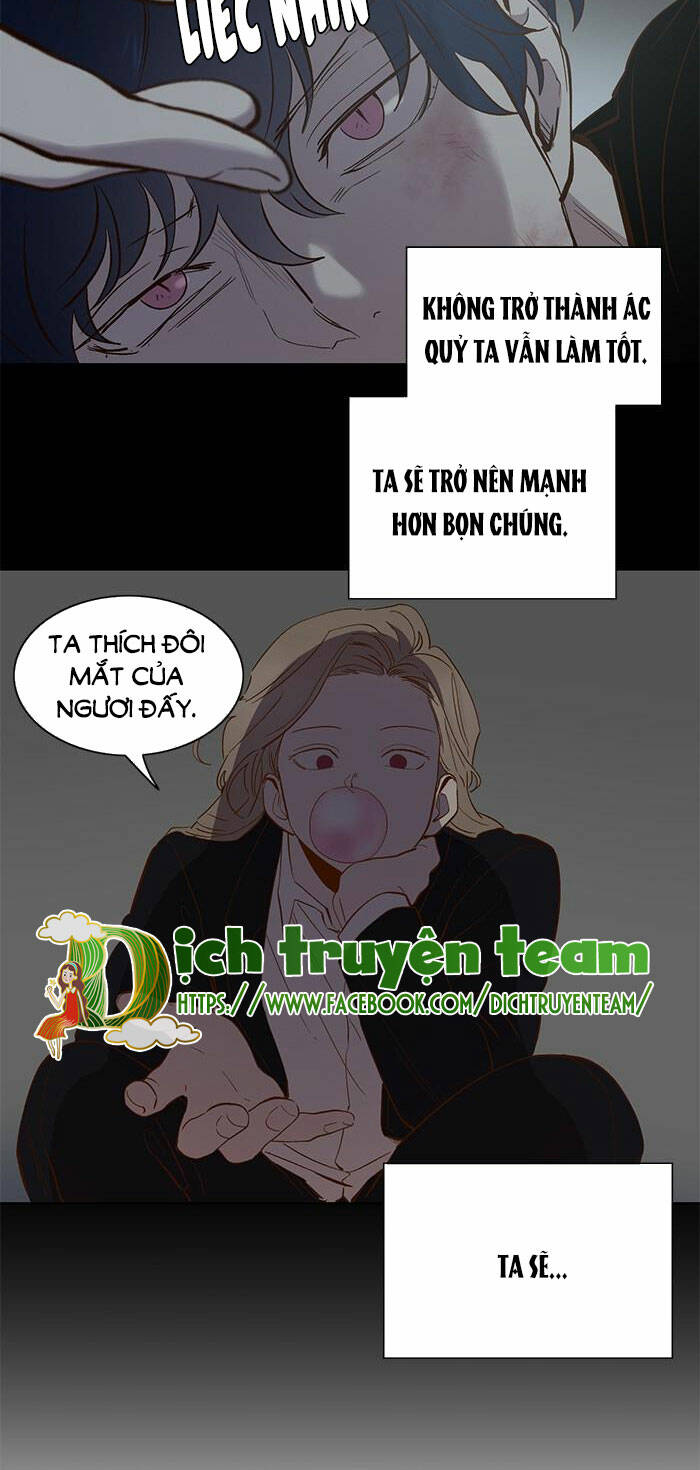 LIẾC NHÌN
KHÔNG TRỞ THÀNH ÁC
QUỶ TA VẪN LÀM TỐT.
TA SẼ TRỞ NÊN MẠNH
HƠN BỌN CHÚNG.
TA THÍCH ĐÔI
MẮT CỦA
NGƯƠI ĐẤY.
Dịch truyện team
HTTPS://WWW.FACEBOOK.COM/DICHTRUYENTEAM/
TA SẼ...